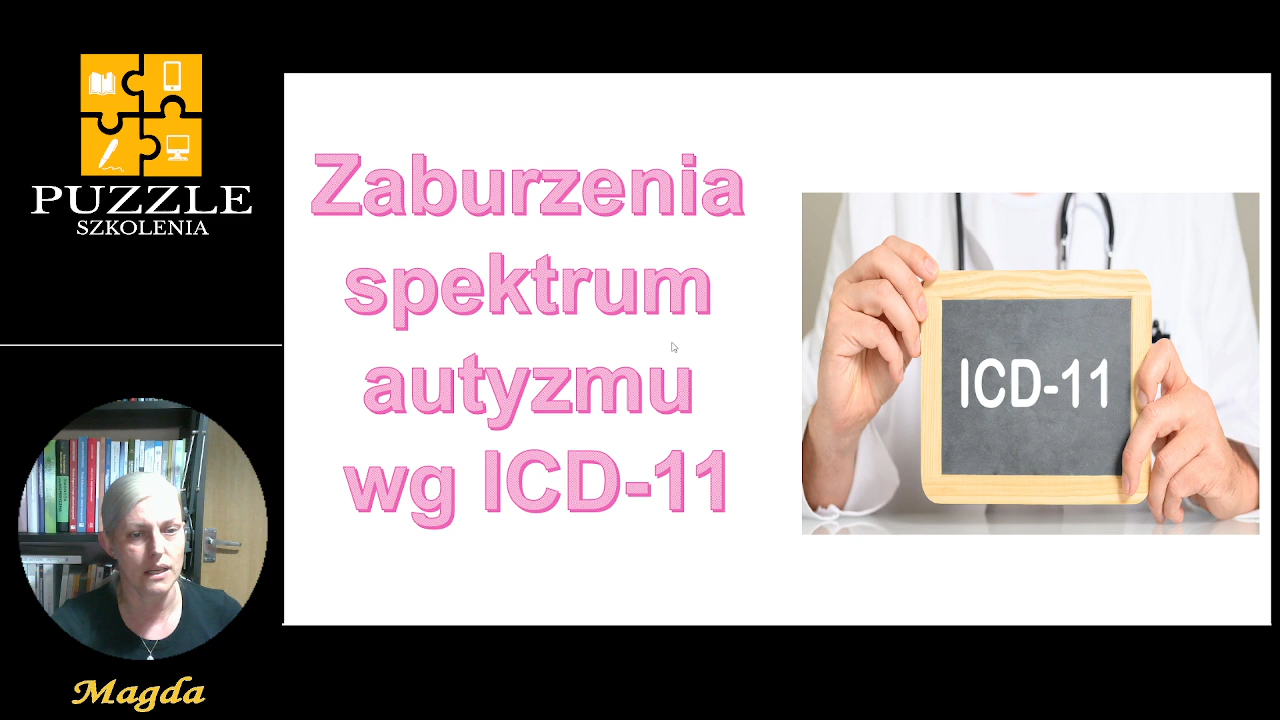 PUZZLE
SZKOLENIA
Zaburzenia
spektrum
autyzmu
wg ICD-11
ICD-11
Magda